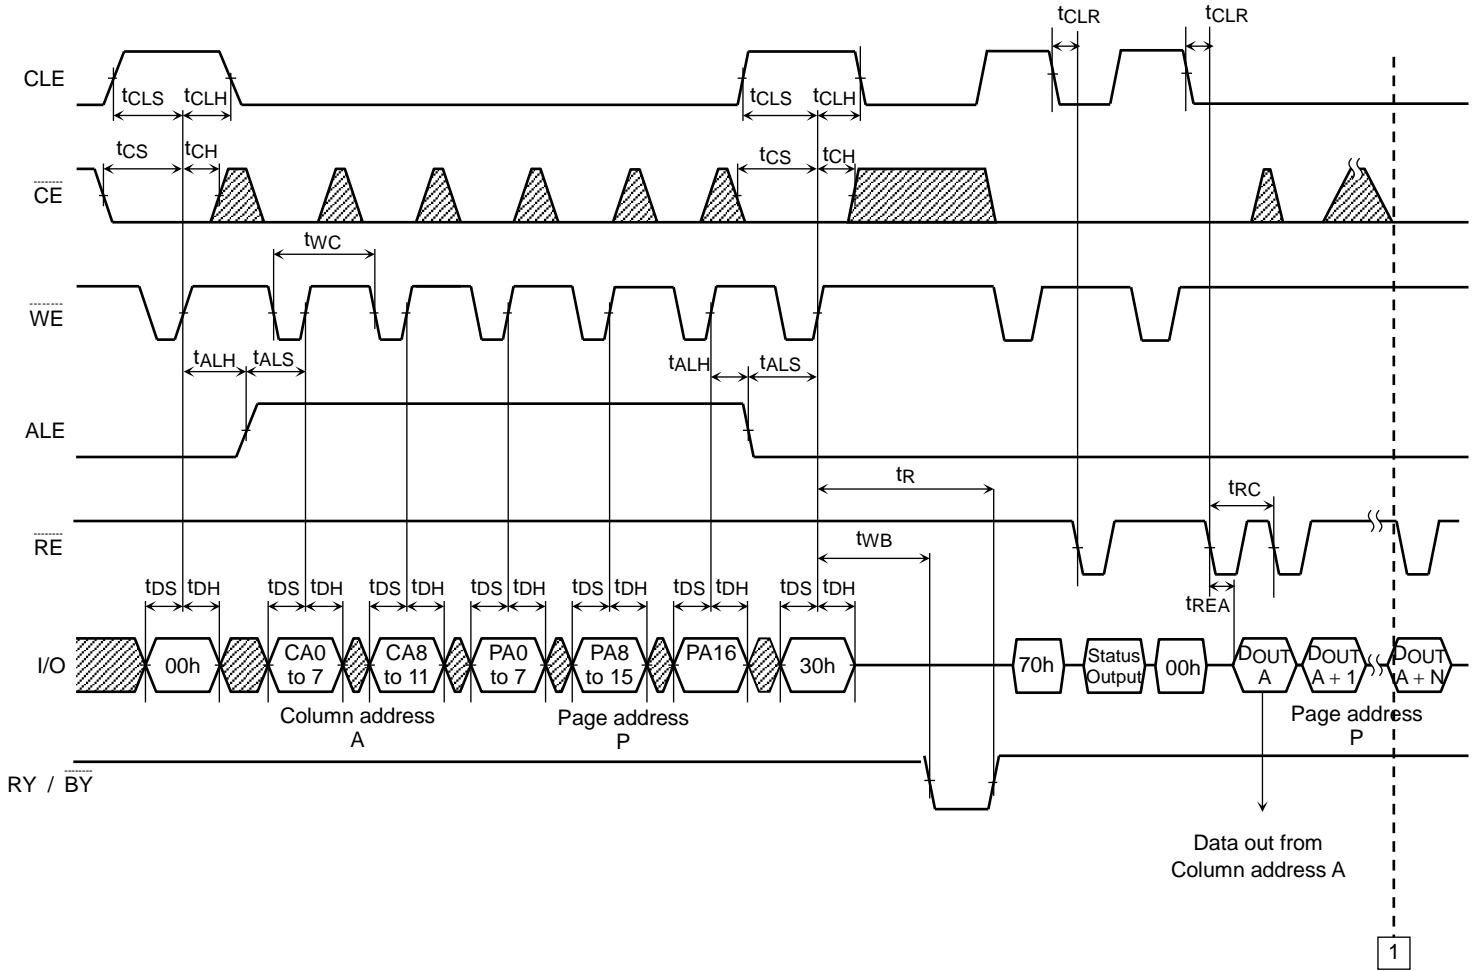 tCLR tCLR
CLE
tCLS tCLH tCLS tCLH
tCS tCH tCS tCH
CE
tWC
WE
tALH tALS tALH tALS
ALE
tR
tRC
RE
tWB
tDS tDH tDS tDH tDS tDH tDS tDH tDS tDH tDS tDH tDS tDH
tREA
I/O
00h
CA0
to 7
CA8
to 11
PA0
to 7
PA8
to 15
PA16
30h
70h
Status
Output
00h
DOUT
A
DOUT
A + 1
DOUT
A + N
Column address
A
Page address
P
Page address
P
RY / BY
Data out from
Column address A
1